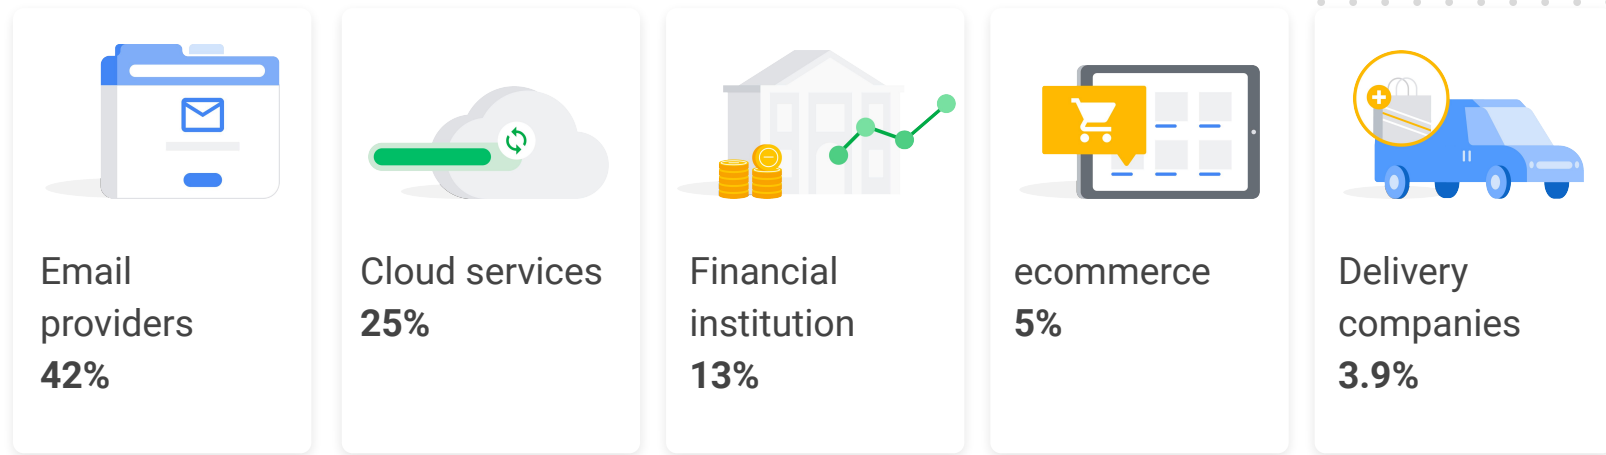 Email
providers
42%
Cloud services
25%
Financial
institution
13%
ecommerce
5%
Delivery
companies
3.9%